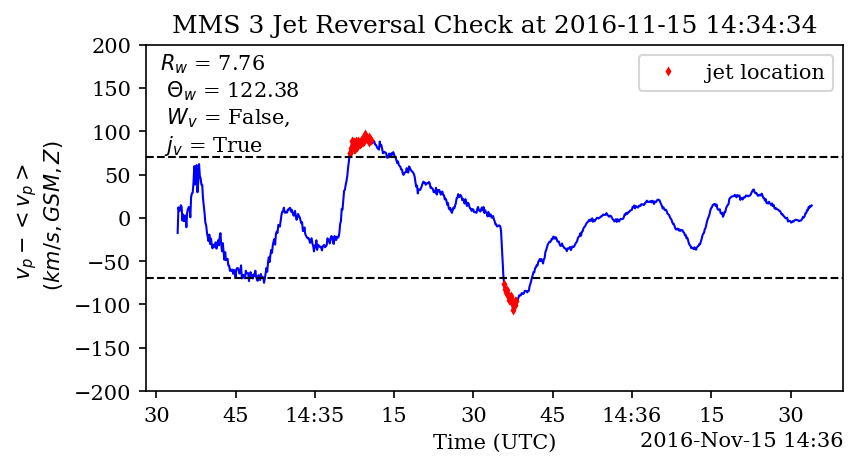 MMS 3 Jet Reversal Check at 2016-11-15 14:34:34
R_w = 7.76
Θ_w = 122.38
W_v = False,
j_v = True
jet location
v_p − < v_p >
(km/s, GSM, Z)
200
150
100
50
0
−50
−100
−150
−200
30 45 14:35 15 30 45 14:36 15 30
Time (UTC)
2016-Nov-15 14:36